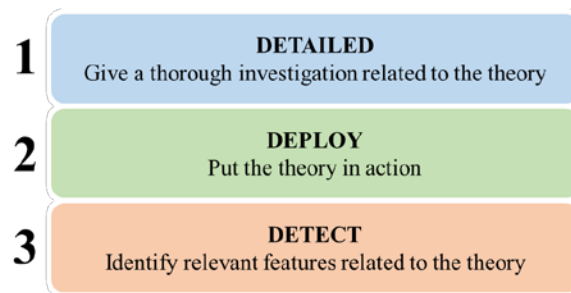 1
DETAILED
Give a thorough investigation related to the theory
2
DEPLOY
Put the theory in action
3
DETECT
Identify relevant features related to the theory